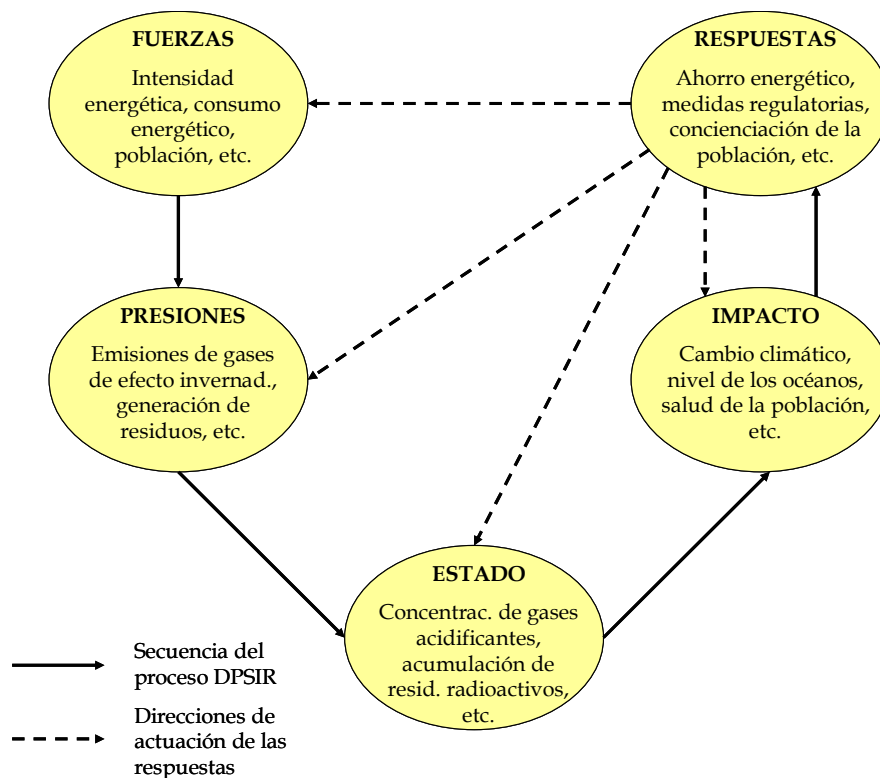 FUERZAS
Intensidad
energética, consumo
energético,
población, etc.
RESPUESTAS
Ahorro energético,
medidas regulatorias,
concienciación de la
población, etc.
PRESIONES
Emisiones de gases
de efecto invernad.,
generación de
residuos, etc.
IMPACTO
Cambio climático,
nivel de los océanos,
salud de la población,
etc.
ESTADO
Concentrac. de gases
acidificantes,
acumulación de
resid. radioactivos,
etc.
Secuencia del
proceso DPSIR
Direcciones de
actuación de las
respuestas